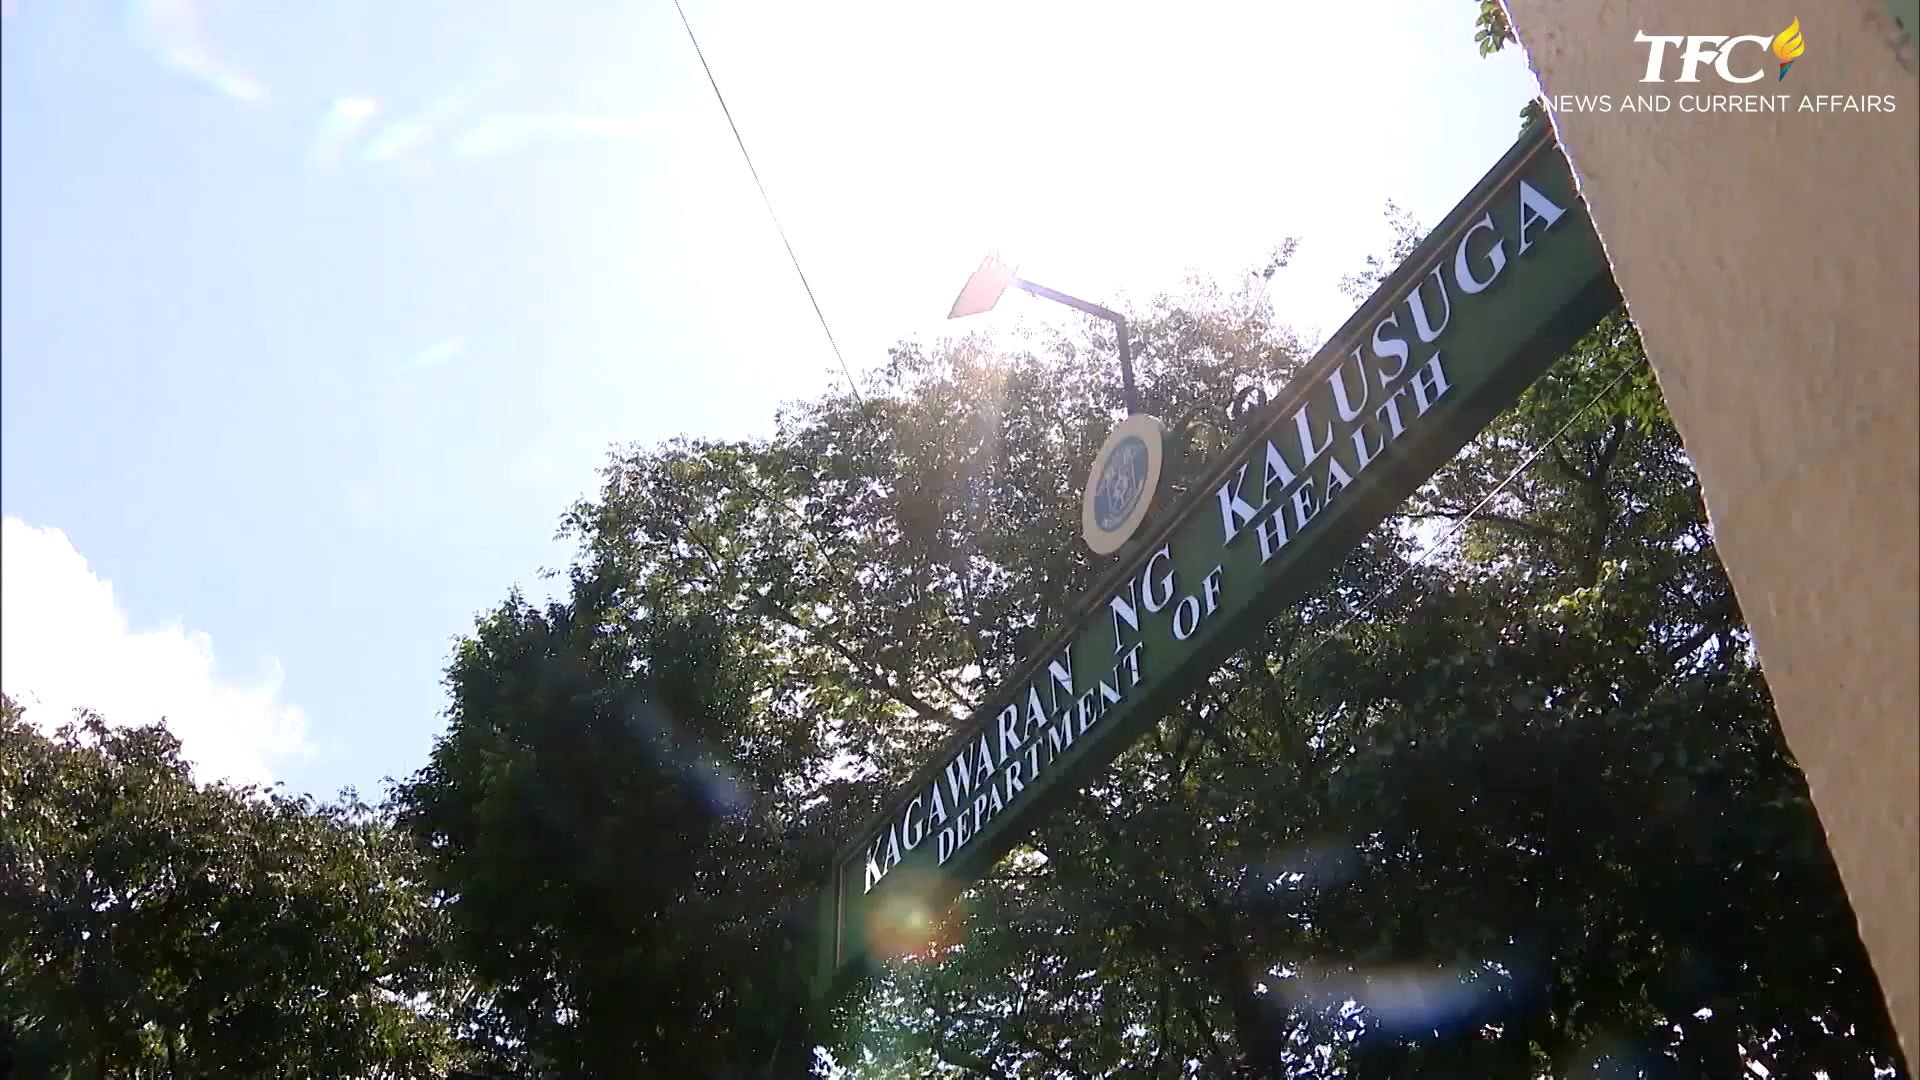 TFC
NEWS AND CURRENT AFFAIRS
KAGAWARAN NG KALUSUGA
DEPARTMENT OF HEALTH